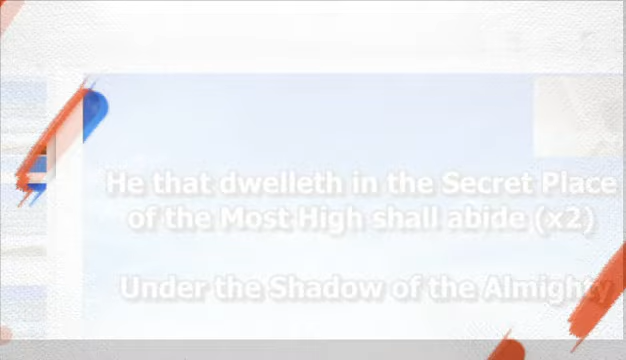 He that dwelleth in the Secret Place
of the Most High shall abide (x2)
Under the Shadow of the Almighty